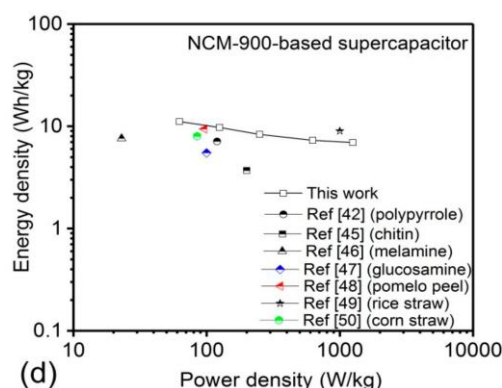 NCM-900-based supercapacitor
100
10
1
0.1
Energy density (Wh/kg)
This work
Ref [42] (polypyrrole)
Ref [45] (chitin)
Ref [46] (melamine)
Ref [47] (glucosamine)
Ref [48] (pomelo peel)
Ref [49] (rice straw)
Ref [50] (corn straw)
10
100
1000
10000
Power density (W/kg)
(d)